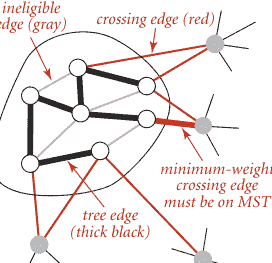 ineligible
edge (gray)
crossing edge (red)
minimum-weight
crossing edge
must be on MST
tree edge
(thick black)